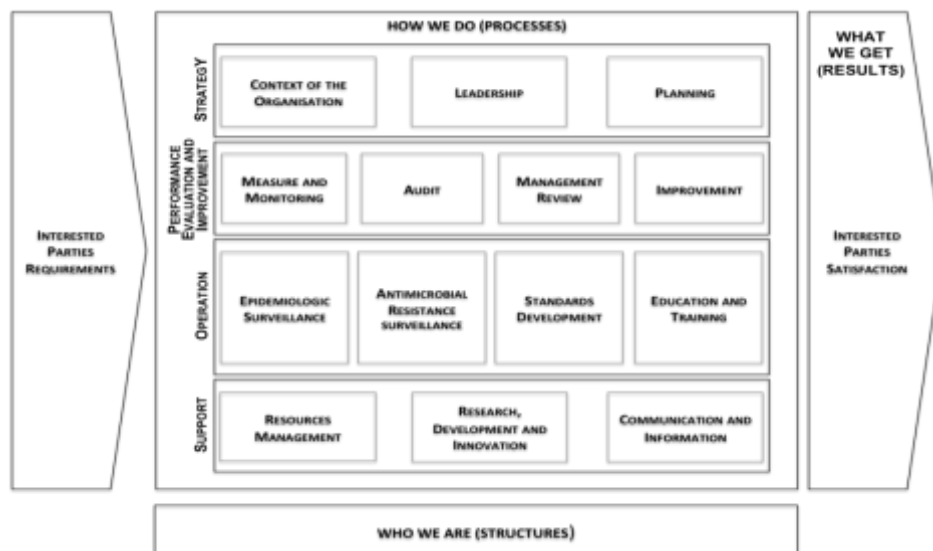 HOW WE DO (PROCESSES)
WHAT
WE GET
(RESULTS)
INTERESTED
PARTIES
REQUIREMENTS
STRATEGY
CONTEXT OF THE
ORGANISATION
LEADERSHIP
PLANNING
PERFORMANCE
EVALUATION AND
IMPROVEMENT
MEASURE AND
MONITORING
AUDIT
MANAGEMENT
REVIEW
IMPROVEMENT
OPERATION
EPIDEMIOLOGIC
SURVEILLANCE
ANTIMICROBIAL
RESISTANCE
SURVEILLANCE
STANDARDS
DEVELOPMENT
EDUCATION AND
TRAINING
SUPPORT
RESOURCES
MANAGEMENT
RESEARCH,
DEVELOPMENT AND
INNOVATION
COMMUNICATION AND
INFORMATION
INTERESTED
PARTIES
SATISFACTION
WHO WE ARE (STRUCTURES)